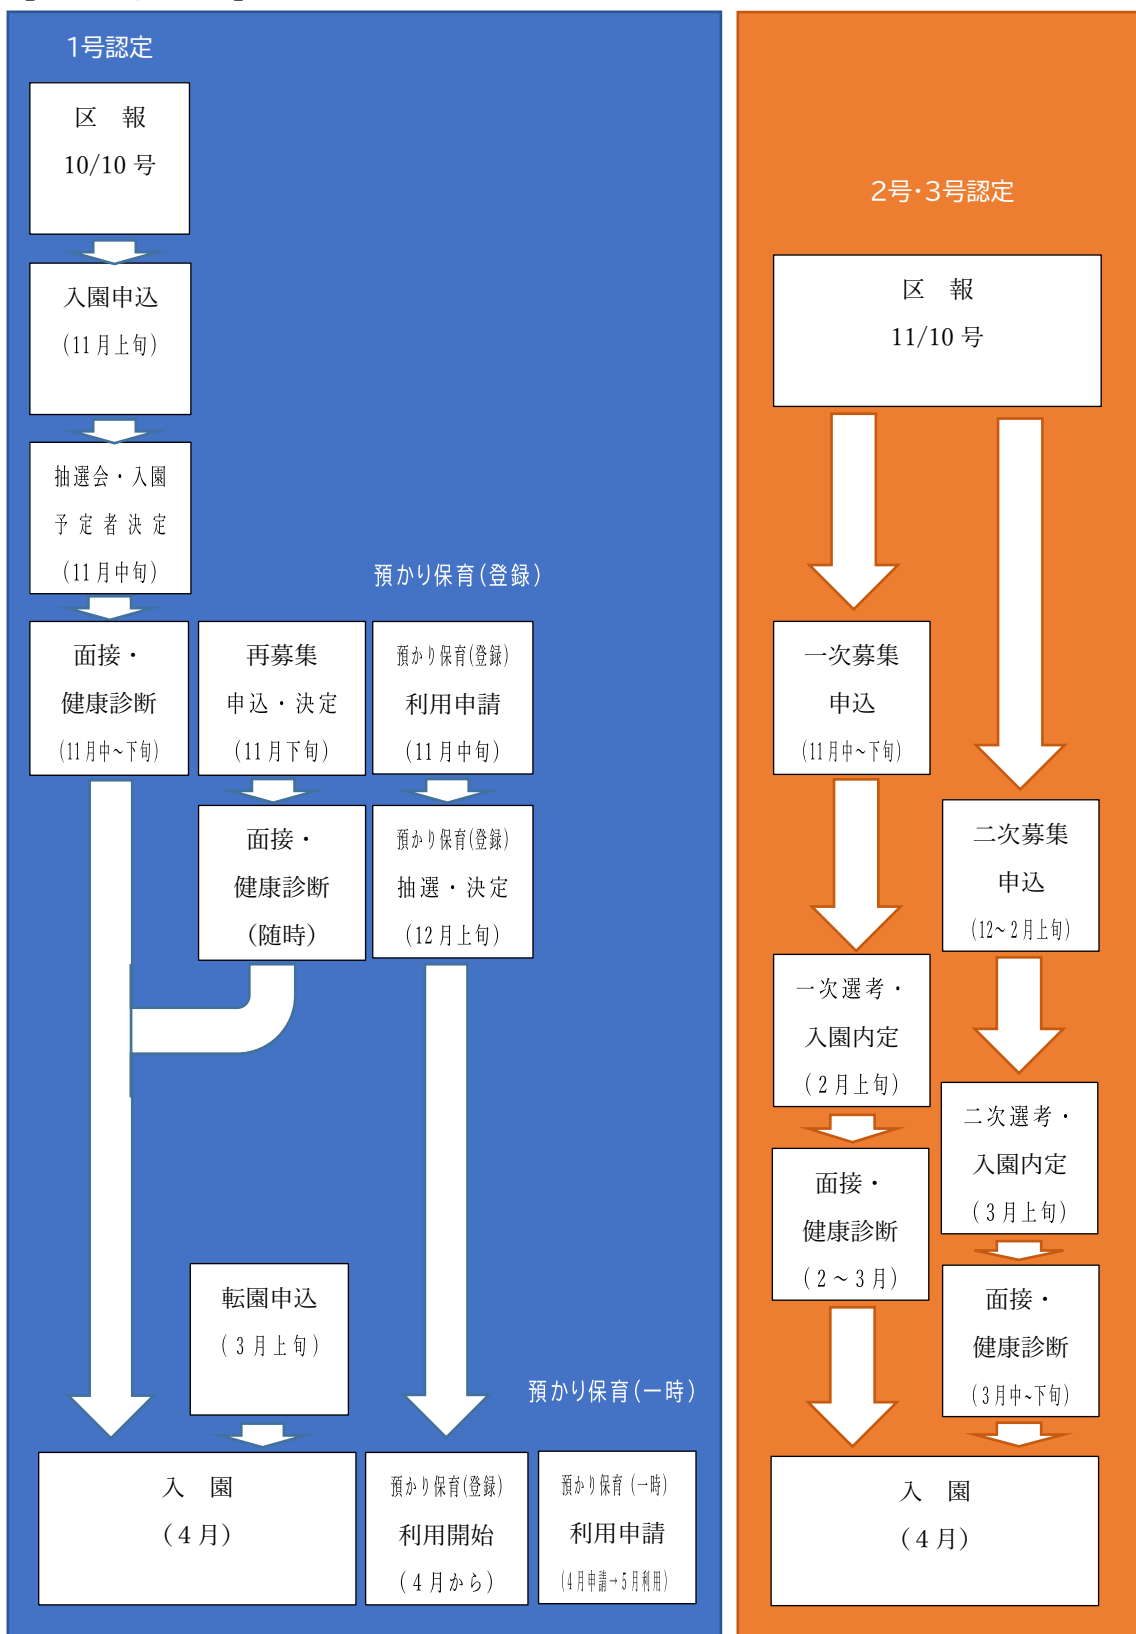 1号認定
区　報
10/10 号
入園申込
(11月上旬)
抽選会・入園
予定者決定
(11月中旬)
面接・
健康診断
(11月中~下旬)
再募集
申込・決定
(11月下旬)
面接・
健康診断
(随時)
預かり保育(登録)
預かり保育(登録)
利用申請
(11月中旬)
預かり保育(登録)
抽選・決定
(12月上旬)
転園申込
(3月上旬)
入　園
(4月)
預かり保育(登録)
利用開始
(4月から)
預かり保育(一時)
預かり保育(一時)
利用申請
(4月申請→5月利用)
2号・3号認定
区　報
11/10 号
一次募集
申込
(11月中~下旬)
一次選考・
入園内定
(2月上旬)
面接・
健康診断
(2~3月)
二次募集
申込
(12~2月上旬)
二次選考・
入園内定
(3月上旬)
面接・
健康診断
(3月中~下旬)
入　園
(4月)